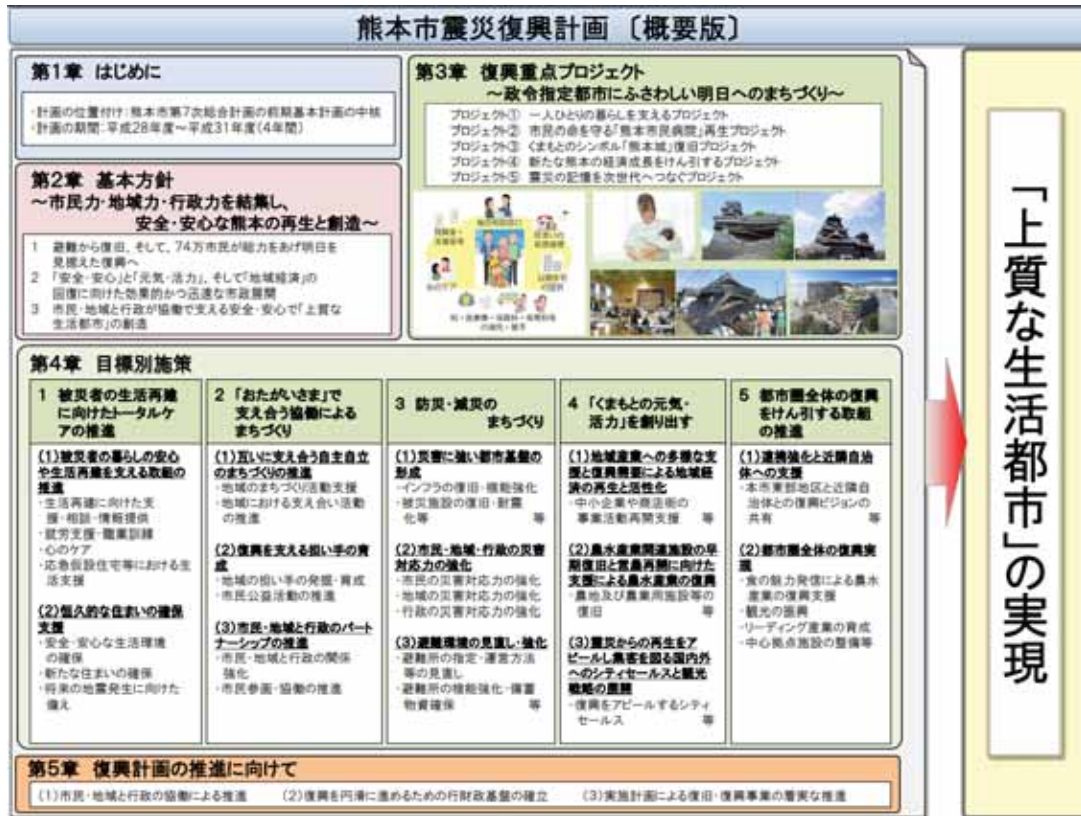 熊本市震災復興計画 〔概要版〕
第1章 はじめに
・計画の位置付け：熊本市第7次総合計画の前期基本計画の中核
・計画の期間：平成28年度～平成31年度(4年間)
第2章 基本方針
～市民力・地域力・行政力を結集し、
安全・安心な熊本の再生と創造～
1 避難から復旧、そして、74万市民が総力をあげ明日を
見据えた復興へ
2 「安全・安心」と「元気・活力」、そして「地域経済」の
回復に向けた効果的かつ迅速な市政展開
3 市民・地域と行政が協働で支える安全・安心で「上質な
生活都市」の創造
第3章 復興重点プロジェクト
～政令指定都市にふさわしい明日へのまちづくり～
プロジェクト① 一人ひとりの暮らしを支えるプロジェクト
プロジェクト② 市民の命を守る「熊本市民病院」再生プロジェクト
プロジェクト③ くまもとのシンボル「熊本城」復旧プロジェクト
プロジェクト④ 新たな熊本の経済成長をけん引するプロジェクト
プロジェクト⑤ 震災の記憶を次世代へつなぐプロジェクト
第4章 目標別施策
1 被災者の生活再建
に向けたトータルケ
アの推進
(1)被災者の暮らしの安心
や生活再建を支える取組の
推進
・生活再建に向けた支
援・相談・情報提供
・就労支援・職業訓練
・心のケア
・応急仮設住宅等における生
活支援
(2)恒久的な住まいの確保
支援
・安全・安心な生活環境
の確保
・新たな住まいの確保
・将来の地震発生に向けた
備え
2 「おたがいさま」で
支え合う協働による
まちづくり
(1)互いに支え合う自主自立
のまちづくりの推進
・地域のまちづくり活動支援
・地域における支え合い活動
の推進
(2)復興を支える担い手の育
成
・地域の担い手の発掘・育成
・市民公益活動の推進
(3)市民・地域と行政のパート
ナーシップの推進
・市民・地域と行政の関係
強化
・市民参画・協働の推進
3 防災・減災の
まちづくり
(1)災害に強い都市基盤の
形成
・インフラの復旧・機能強化
・被災施設の復旧・耐震
化等 等
(2)市民・地域・行政の災害
対応力の強化
・市民の災害対応力の強化
・地域の災害対応力の強化
・行政の災害対応力の強化
(3)避難環境の見直し・強化
・避難所の指定・運営方法
等の見直し
・避難所の機能強化・備蓄
物資確保 等
4 「くまもとの元気・
活力」を創り出す
(1)地域産業への多様な支
援と復興需要による地域経
済の再生と活性化
・中小企業や商店街の
事業活動再開支援 等
(2)農水産業関連施設の早
期復旧と営農再開に向けた
支援による農水産業の復興
・農地及び農業用施設等の
復旧 等
(3)震災からの再生をア
ピールし集客を図る国内外
へのシティセールスと観光
戦略の展開
・復興をアピールするシティ
セールス 等
5 都市圏全体の復興
をけん引する取組
の推進
(1)連携強化と近隣自治
体への支援
・本市東部地区と近隣自
治体との復興ビジョンの
共有 等
(2)都市圏全体の復興実
現
・食の魅力発信による農水
産業の復興支援
・観光の振興
・リーディング産業の育成
・中心拠点施設の整備等
第5章 復興計画の推進に向けて
(1)市民・地域と行政の協働による推進 (2)復興を円滑に進めるための行財政基盤の確立 (3)実施計画による復旧・復興事業の着実な推進
「上質な生活都市」の実現